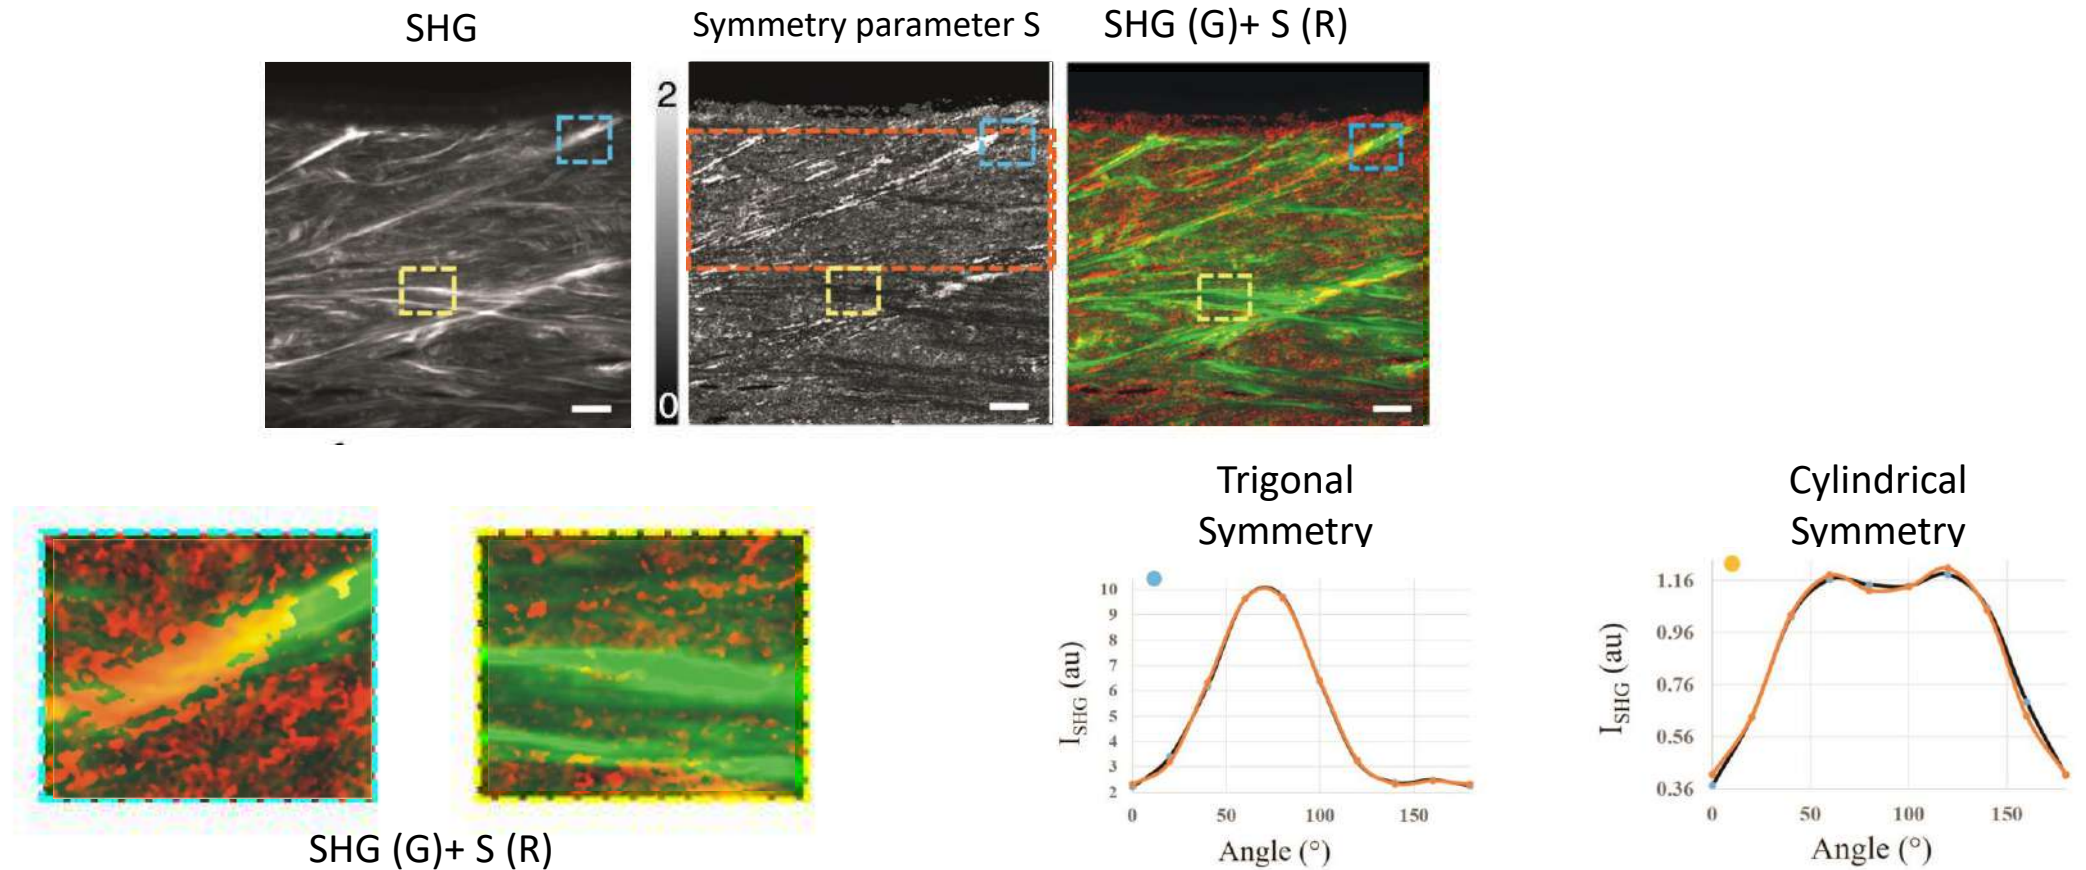 SHG
Symmetry parameter S
SHG (G)+ S (R)
2
0
SHG (G)+ S (R)
Trigonal
Symmetry
10
9
8
7
6
5
4
3
2
0
50
100
150
I_SHG (au)
Angle (°)
Cylindrical
Symmetry
1.16
0.96
0.76
0.56
0.36
0
50
100
150
I_SHG (au)
Angle (°)